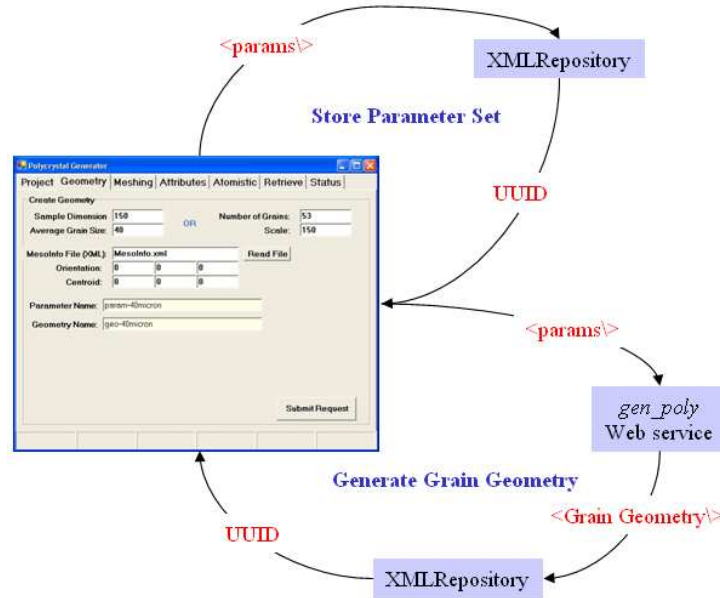 <params\>
XMLRepository
Store Parameter Set
UUID
Polycrystal Generator
Project Geometry Meshing Attributes Atomistic Retrieve Status
Create Geometry
Sample Dimension 150 OR Number of Grains: 53
Average Grain Size: 40 Scale: 150
MesoInfo File (XML): MesoInfo.xml Read File
Orientation: 0 0 0
Centroid: 0 0 0
Parameter Name: param-40micron
Geometry Name: geo-40micron
Submit Request
<params\>
gen_poly
Web service
Generate Grain Geometry
<Grain Geometry\>
UUID
XMLRepository